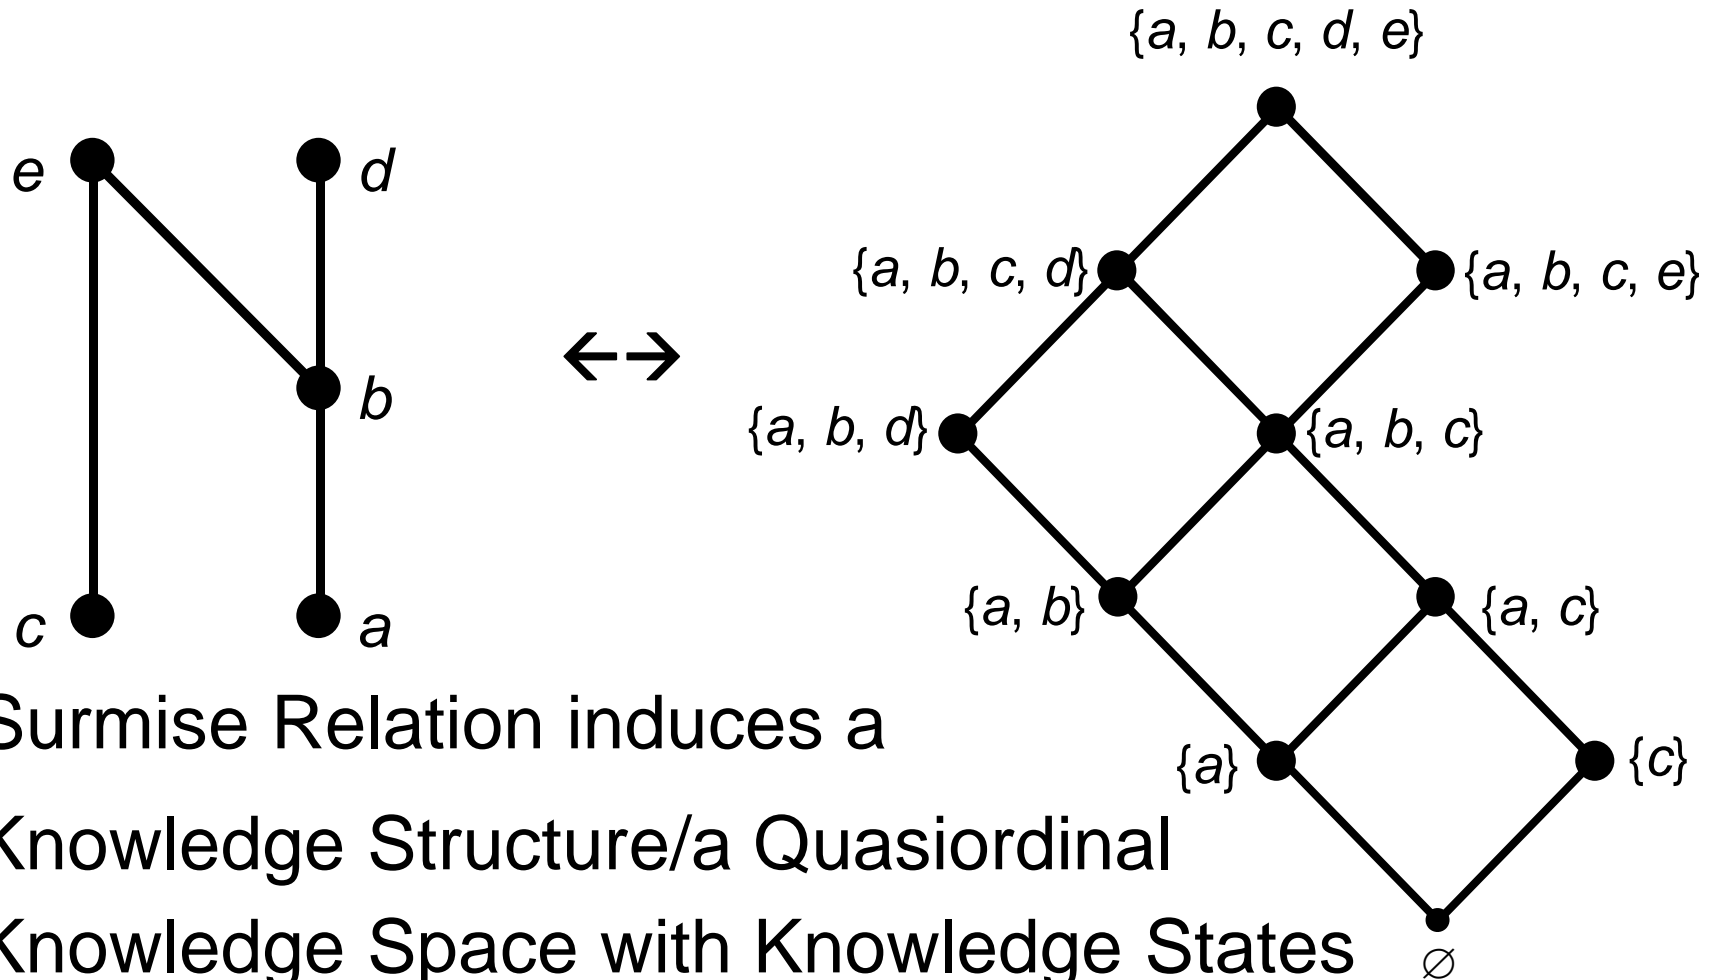 {a, b, c, d, e}
e
d
{a, b, c, d}
{a, b, c, e}
←→
b
{a, b, d}
{a, b, c}
c
a
{a, b}
{a, c}
Surmise Relation induces a
{a}
{c}
Knowledge Structure/a Quasiordinal
Knowledge Space with Knowledge States
∅